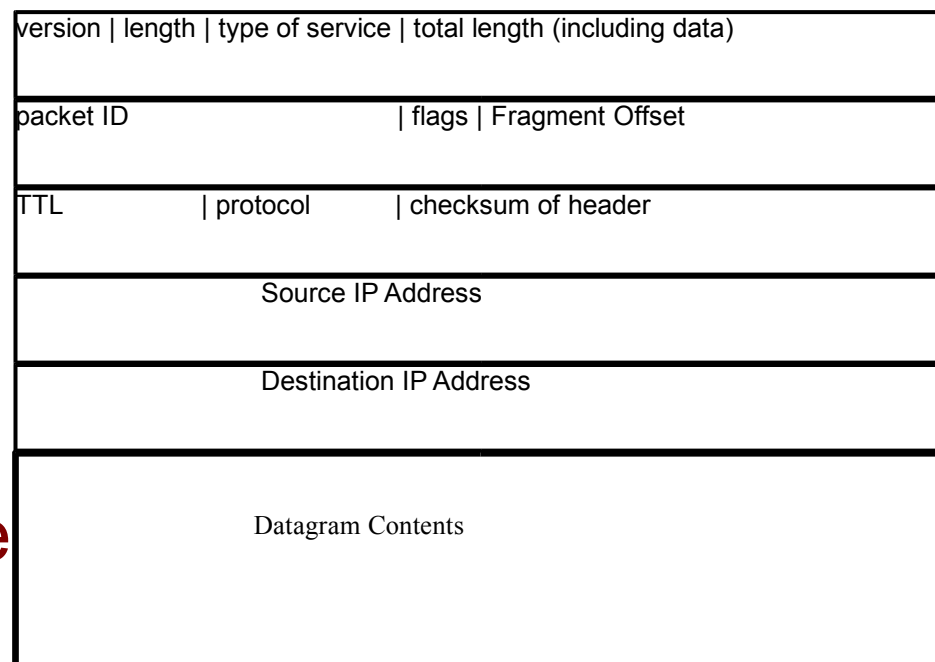 version | length | type of service | total length (including data)
packet ID | flags | Fragment Offset
TTL | protocol | checksum of header
Source IP Address
Destination IP Address
Datagram Contents
e